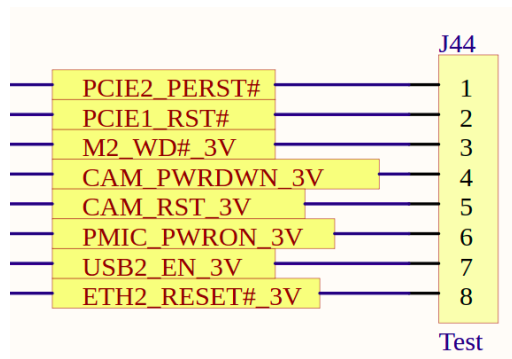 J44
PCIE2_PERST# 1
PCIE1_RST# 2
M2_WD#_3V 3
CAM_PWRDWN_3V 4
CAM_RST_3V 5
PMIC_PWRON_3V 6
USB2_EN_3V 7
ETH2_RESET#_3V 8
Test